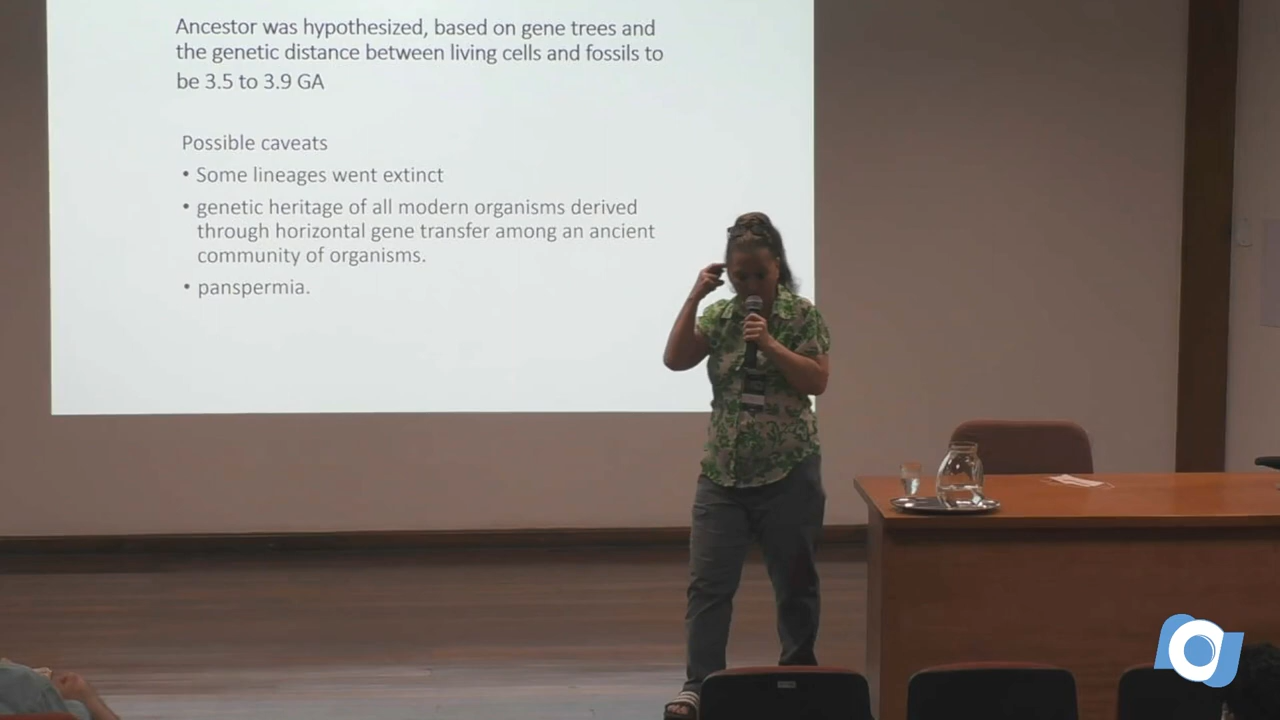 Ancestor was hypothesized, based on gene trees and
the genetic distance between living cells and fossils to
be 3.5 to 3.9 GA
Possible caveats
• Some lineages went extinct
• genetic heritage of all modern organisms derived
through horizontal gene transfer among an ancient
community of organisms.
• panspermia.